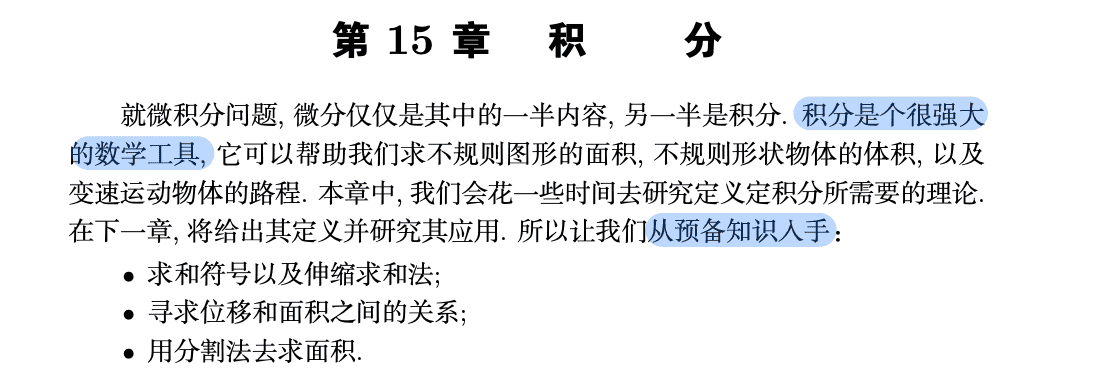 第 15 章 积 分
就微积分问题, 微分仅仅是其中的一半内容, 另一半是积分. 积分是个很强大
的数学工具, 它可以帮助我们求不规则图形的面积, 不规则形状物体的体积, 以及
变速运动物体的路程. 本章中, 我们会花一些时间去研究定义定积分所需要的理论.
在下一章, 将给出其定义并研究其应用. 所以让我们从预备知识入手:
• 求和符号以及伸缩求和法;
• 寻求位移和面积之间的关系;
• 用分割法去求面积.